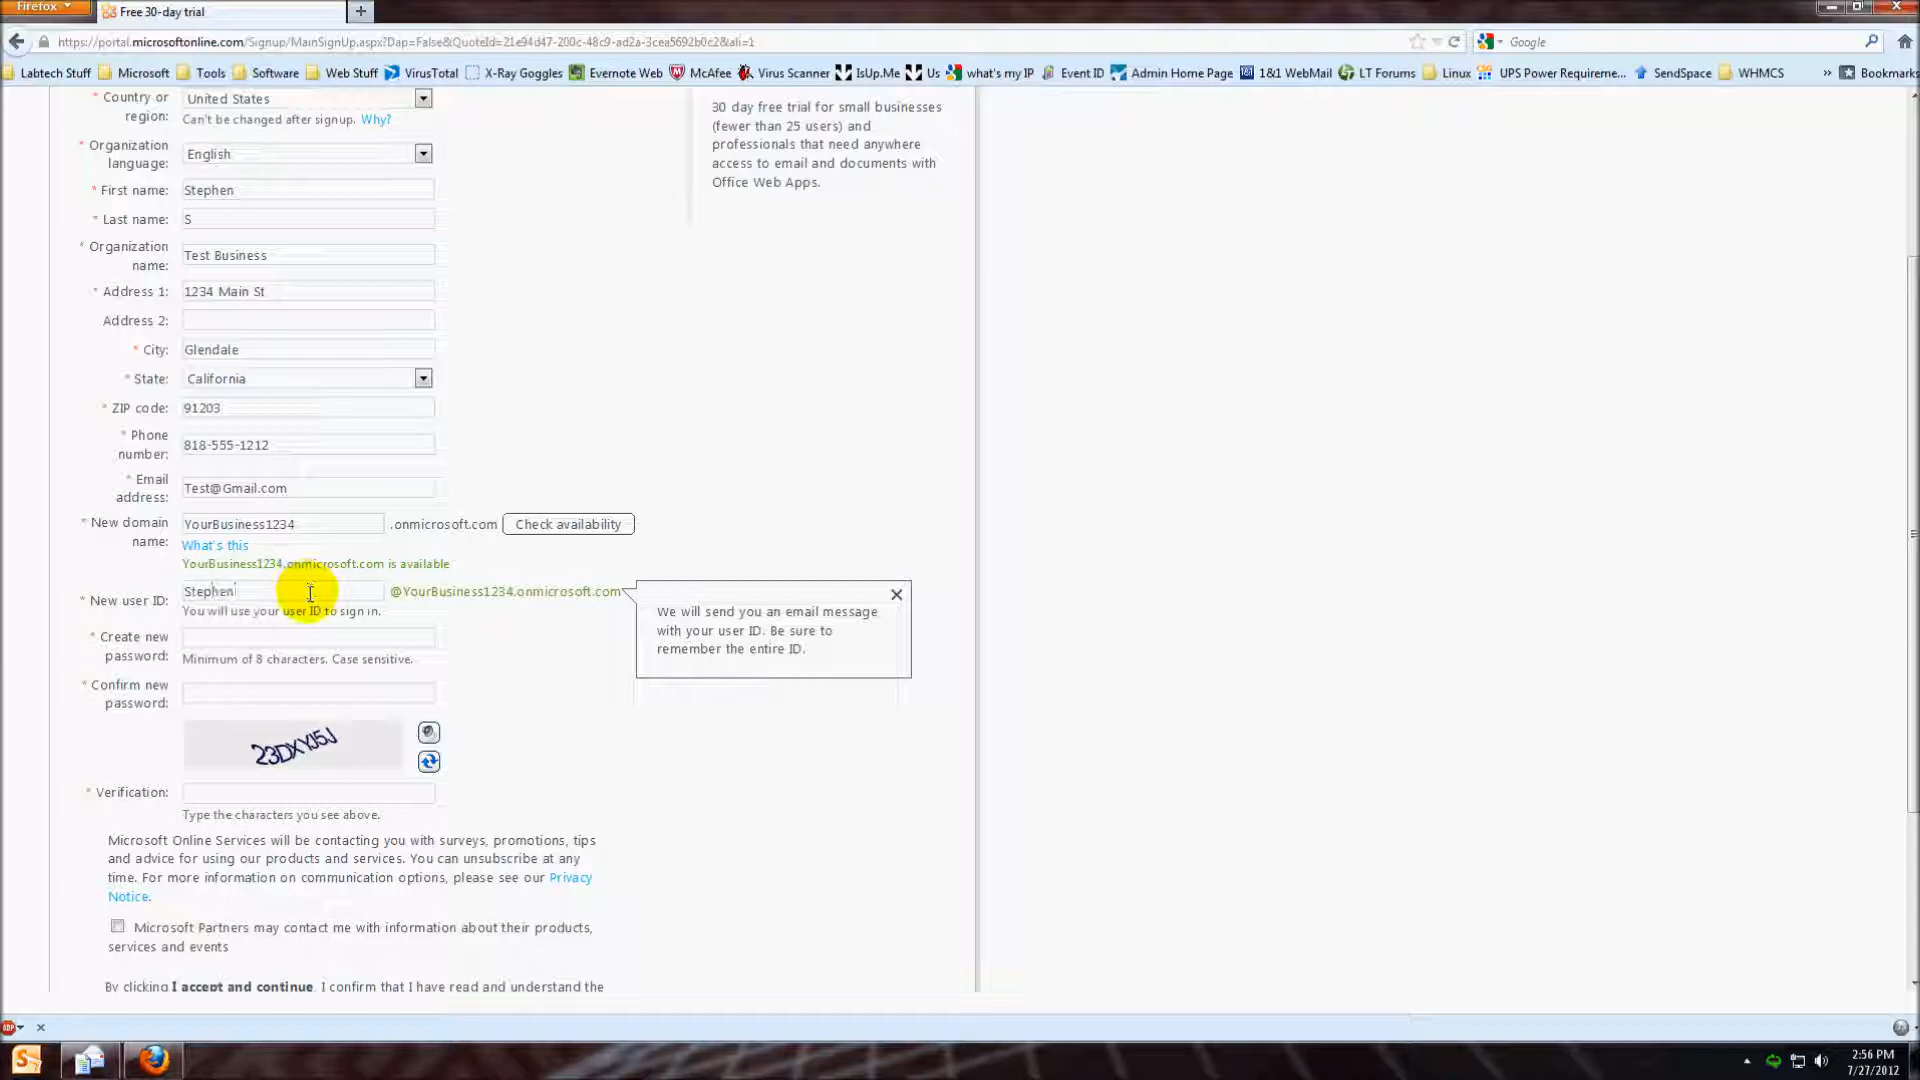 Firefox
Free 30-day trial
https://portal.microsoftonline.com/Signup/MainSignUp.aspx?Dap=False&QuoteId=21e94d47-200c-48c9-ad2a-3cea5692b0c2&ali=1
Google
Labtech Stuff Microsoft Tools Software Web Stuff VirusTotal X-Ray Goggles Evernote Web McAfee Virus Scanner IsUp.Me Us what's my IP Event ID Admin Home Page 1&1 WebMail LT Forums Linux UPS Power Requireme... SendSpace WHMCS » Bookmarks
* Country or region: United States
Can't be changed after signup. Why?
* Organization language: English
* First name: Stephen
* Last name: S
* Organization name: Test Business
* Address 1: 1234 Main St
Address 2:
* City: Glendale
* State: California
* ZIP code: 91203
* Phone number: 818-555-1212
* Email address: Test@Gmail.com
* New domain name: YourBusiness1234 .onmicrosoft.com Check availability
What's this
YourBusiness1234.onmicrosoft.com is available
* New user ID: Stephen @YourBusiness1234.onmicrosoft.com
You will use your user ID to sign in.
* Create new password:
Minimum of 8 characters. Case sensitive.
* Confirm new password:
23DXYJ5J
* Verification:
Type the characters you see above.
Microsoft Online Services will be contacting you with surveys, promotions, tips
and advice for using our products and services. You can unsubscribe at any
time. For more information on communication options, please see our Privacy
Notice.
Microsoft Partners may contact me with information about their products,
services and events
By clicking I accept and continue, I confirm that I have read and understand the
30 day free trial for small businesses
(fewer than 25 users) and
professionals that need anywhere
access to email and documents with
Office Web Apps.
We will send you an email message
with your user ID. Be sure to
remember the entire ID.
ABP
2:56 PM
7/27/2012